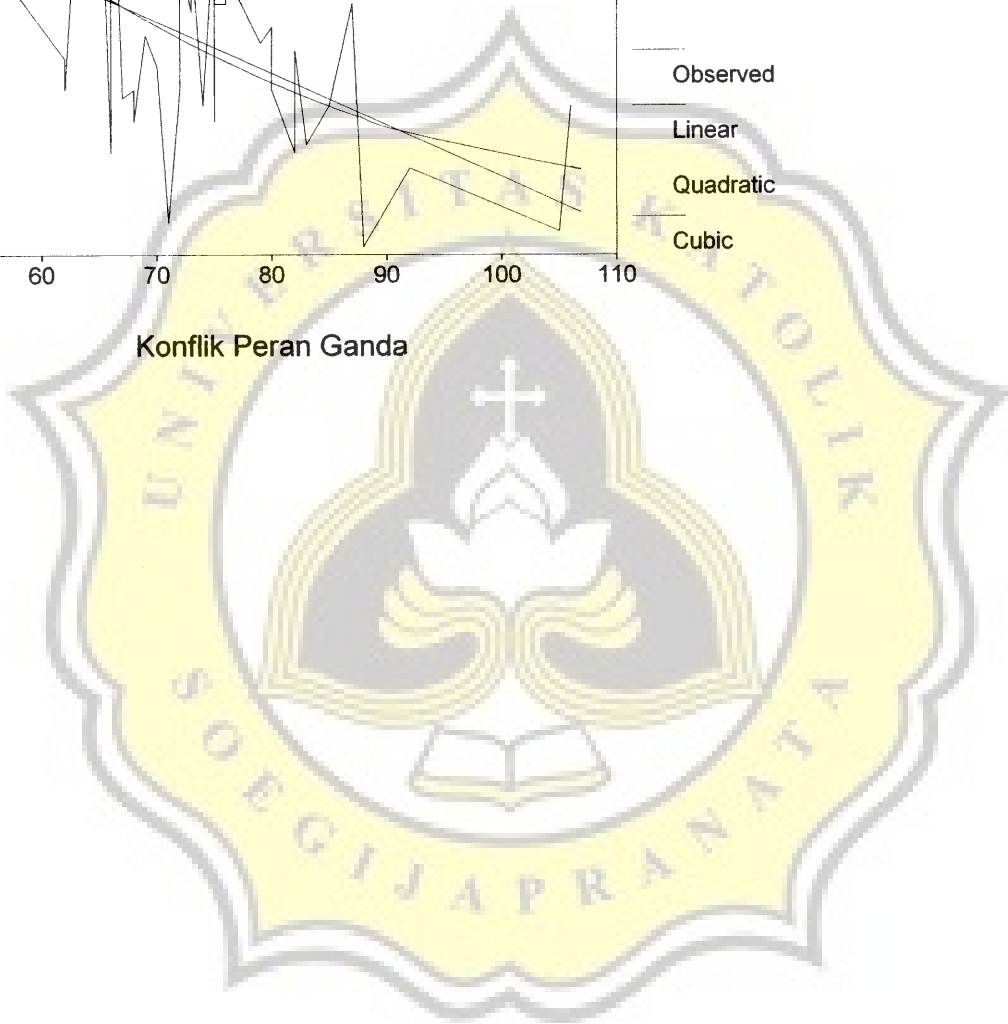 Observed
Linear
Quadratic
Cubic
60 70 80 90 100 110
Konflik Peran Ganda
UNIVERSITAS KATOLIK
SOEGIJAPRANATA